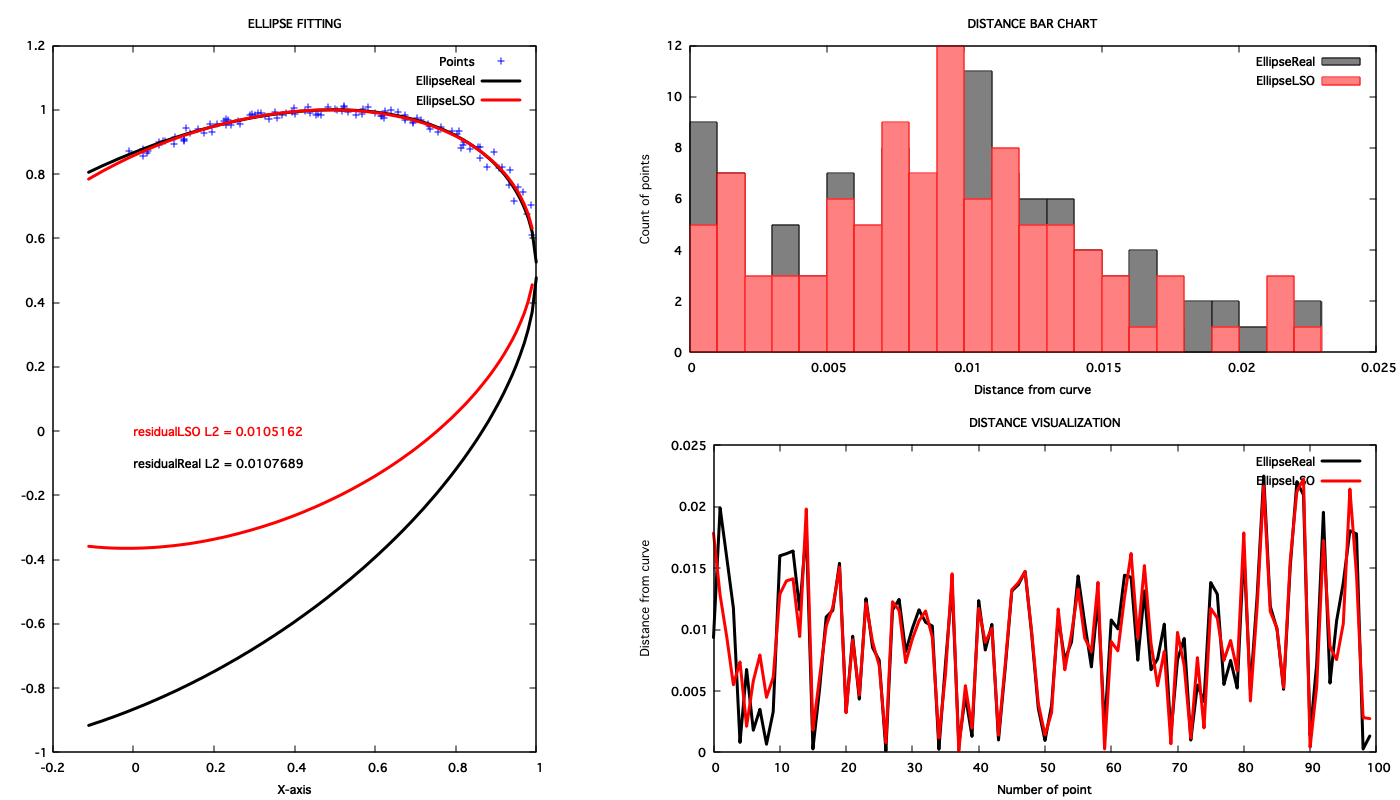 ELLIPSE FITTING
Points
EllipseReal
EllipseLSO
1.2
1
0.8
0.6
0.4
0.2
0
-0.2
-0.4
-0.6
-0.8
-1
residualLSO L2 = 0.0105162
residualReal L2 = 0.0107689
-0.2 0 0.2 0.4 0.6 0.8 1
X-axis
DISTANCE BAR CHART
EllipseReal
EllipseLSO
12
10
8
6
4
2
0
Count of points
0 0.005 0.01 0.015 0.02 0.025
Distance from curve
DISTANCE VISUALIZATION
EllipseReal
EllipseLSO
0.025
0.02
0.015
0.01
0.005
0
Distance from curve
0 10 20 30 40 50 60 70 80 90 100
Number of point